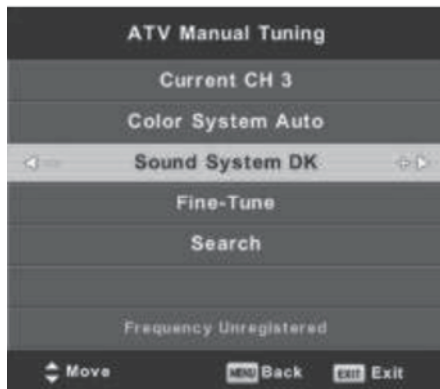 ATV Manual Tuning
Current CH 3
Color System Auto
Sound System DK
Fine-Tune
Search
Frequency Unregistered
Move MENU Back EXIT Exit